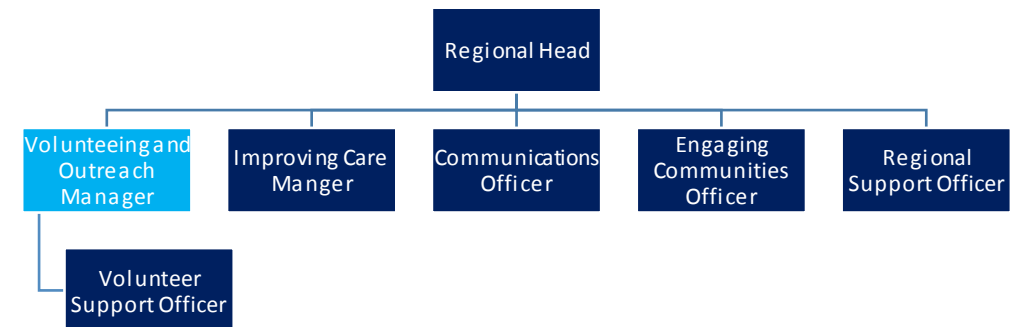 Regional Head
Volunteeing and
Outreach
Manager
Improving Care
Manger
Communications
Officer
Engaging
Communities
Officer
Regional
Support Officer
Volunteer
Support Officer